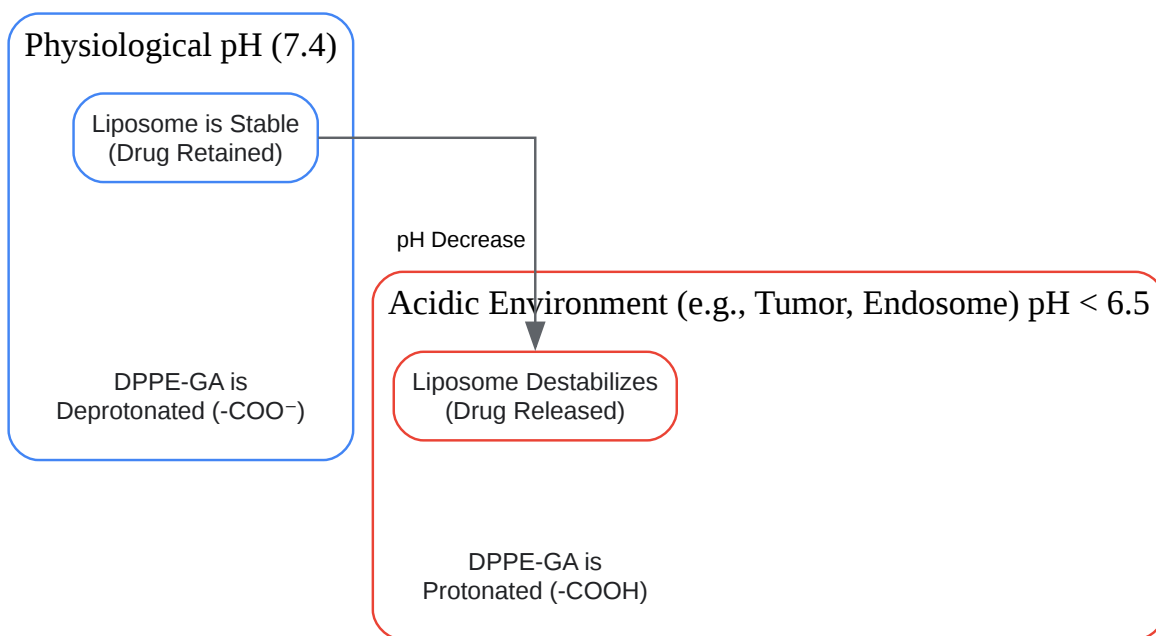 Physiological pH (7.4)
Liposome is Stable
(Drug Retained)
DPPE-GA is
Deprotonated (-COO⁻)
pH Decrease
Acidic Environment (e.g., Tumor, Endosome) pH < 6.5
Liposome Destabilizes
(Drug Released)
DPPE-GA is
Protonated (-COOH)